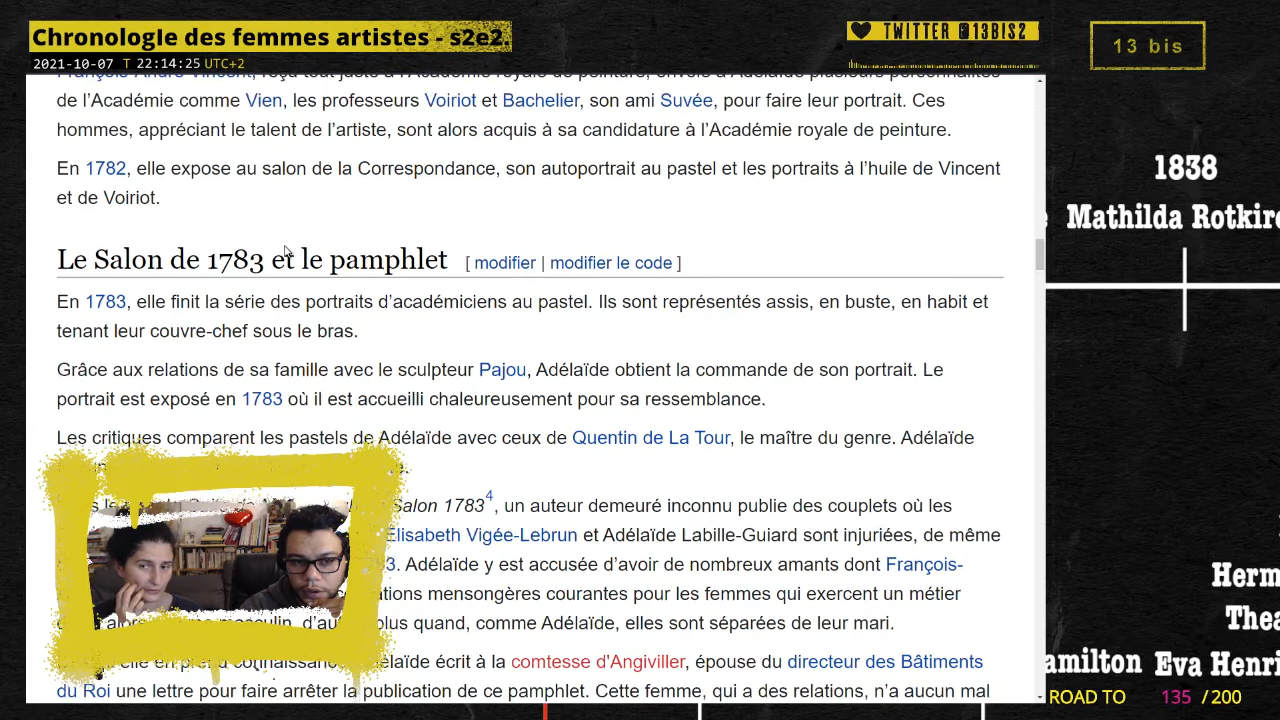 Chronologie des femmes artistes - s2e2.
TWITTER @13BIS2
13 bis
2021-10-07 T 22:14:25 UTC+2
de l’Académie comme Vien, les professeurs Voiriot et Bachelier, son ami Suvée, pour faire leur portrait. Ces
hommes, appréciant le talent de l’artiste, sont alors acquis à sa candidature à l’Académie royale de peinture.
En 1782, elle expose au salon de la Correspondance, son autoportrait au pastel et les portraits à l’huile de Vincent
et de Voiriot.
Le Salon de 1783 et le pamphlet [ modifier | modifier le code ]
En 1783, elle finit la série des portraits d’académiciens au pastel. Ils sont représentés assis, en buste, en habit et
tenant leur couvre-chef sous le bras.
Grâce aux relations de sa famille avec le sculpteur Pajou, Adélaïde obtient la commande de son portrait. Le
portrait est exposé en 1783 où il est accueilli chaleureusement pour sa ressemblance.
Les critiques comparent les pastels de Adélaïde avec ceux de Quentin de La Tour, le maître du genre. Adélaïde
Salon 1783 4, un auteur demeuré inconnu publie des couplets où les
Elisabeth Vigée-Lebrun et Adélaïde Labille-Guiard sont injuriées, de même
3. Adélaïde y est accusée d’avoir de nombreux amants dont François-
mensongères courantes pour les femmes qui exercent un métier
plus quand, comme Adélaïde, elles sont séparées de leur mari.
écrit à la comtesse d'Angiviller, épouse du directeur des Bâtiments
du Roi une lettre pour faire arrêter la publication de ce pamphlet. Cette femme, qui a des relations, n’a aucun mal
1838
Mathilda Rotkir
Herm
Thea
amilton Eva Henri
ROAD TO 135 / 200